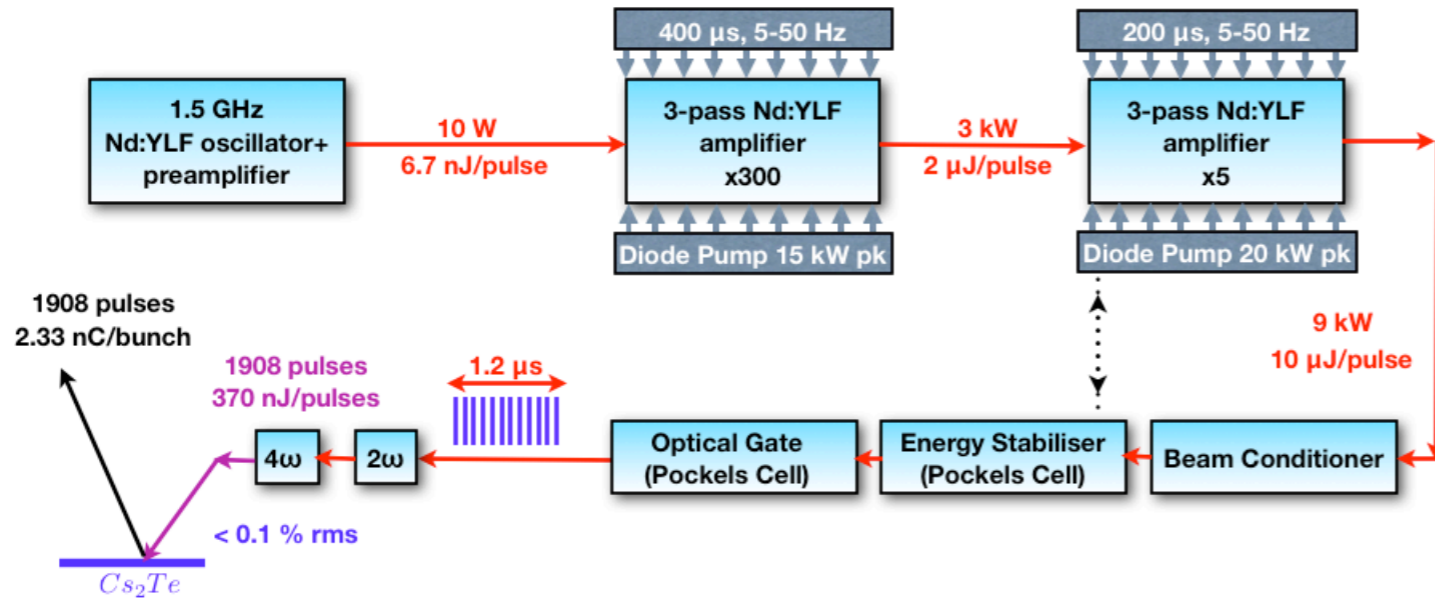 400 µs, 5-50 Hz
200 µs, 5-50 Hz
1.5 GHz
Nd:YLF oscillator+
preamplifier
10 W
6.7 nJ/pulse
3-pass Nd:YLF
amplifier
x300
3 kW
2 µJ/pulse
3-pass Nd:YLF
amplifier
x5
Diode Pump 15 kW pk
Diode Pump 20 kW pk
9 kW
10 µJ/pulse
1908 pulses
2.33 nC/bunch
1908 pulses
370 nJ/pulses
1.2 µs
4ω
2ω
Optical Gate
(Pockels Cell)
Energy Stabiliser
(Pockels Cell)
Beam Conditioner
< 0.1 % rms
Cs₂Te